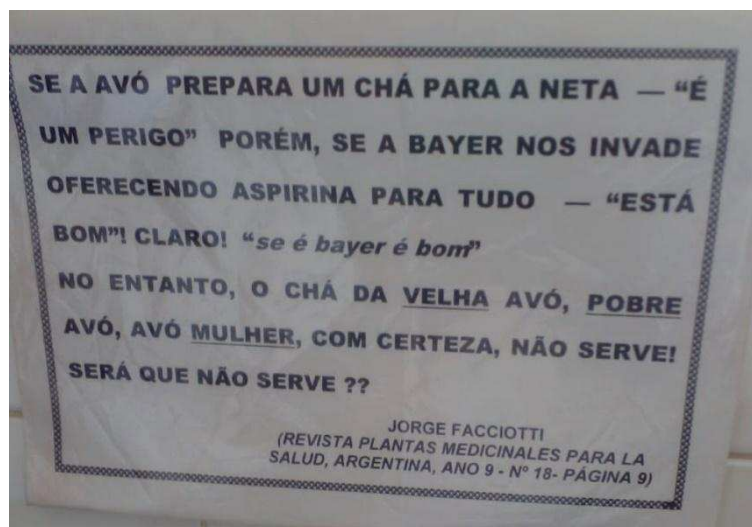 SE A AVÓ PREPARA UM CHÁ PARA A NETA — “É
UM PERIGO” PORÉM, SE A BAYER NOS INVADE
OFERECENDO ASPIRINA PARA TUDO — “ESTÁ
BOM”! CLARO! “se é bayer é bom”
NO ENTANTO, O CHÁ DA VELHA AVÓ, POBRE
AVÓ, AVÓ MULHER, COM CERTEZA, NÃO SERVE!
SERÁ QUE NÃO SERVE ??
JORGE FACCIOTTI
(REVISTA PLANTAS MEDICINALES PARA LA
SALUD, ARGENTINA, ANO 9 - Nº 18- PÁGINA 9)